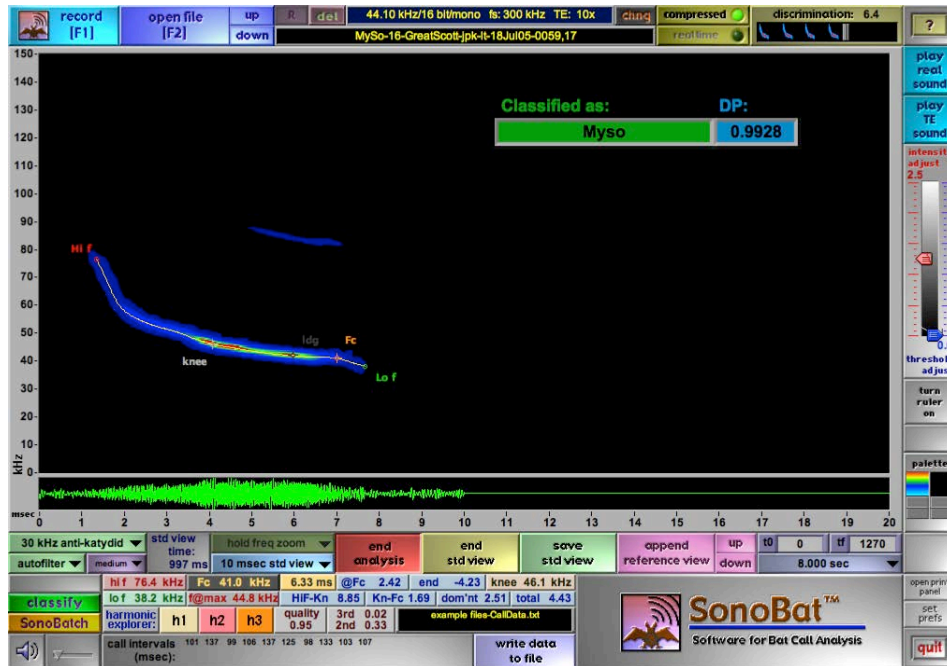 record
[F1]
open file
[F2]
up
down
R
del
44.10 kHz/16 bit/mono fs: 300 kHz TE: 10x
chng
MySo-16-GreatScott-jpk-lt-18Jul05-0059,17
compressed
realtime
discrimination: 6.4
?
play
real
sound
play
TE
sound
intensit
adjust
2.5
0.
threshol
adjus
turn
ruler
on
palette
150
140
130
120
110
100
90
80
70
60
50
40
30
20
10
0
kHz
Classified as:
DP:
Myso
0.9928
Hi f
knee
ldg
Fc
Lo f
msec
0 1 2 3 4 5 6 7 8 9 10 11 12 13 14 15 16 17 18 19 20
30 kHz anti-katydid
autofilter
medium
std view
time:
997 ms
hold freq zoom
10 msec std view
end
analysis
end
std view
save
std view
append
reference view
up
down
t0 0
tf 1270
8.000 sec
classify
SonoBatch
hi f 76.4 kHz Fc 41.0 kHz 6.33 ms @Fc 2.42 end -4.23 knee 46.1 kHz
lo f 38.2 kHz f@max 44.8 kHz HiF-Kn 8.85 Kn-Fc 1.69 dom'nt 2.51 total 4.43
harmonic
explorer:
h1
h2
h3
quality
0.95
3rd 0.02
2nd 0.33
example files-CallData.txt
call intervals
(msec):
101 137 99 106 137 125 98 133 103 107
write data
to file
SonoBat™
Software for Bat Call Analysis
open prin
panel
set
prefs
quit